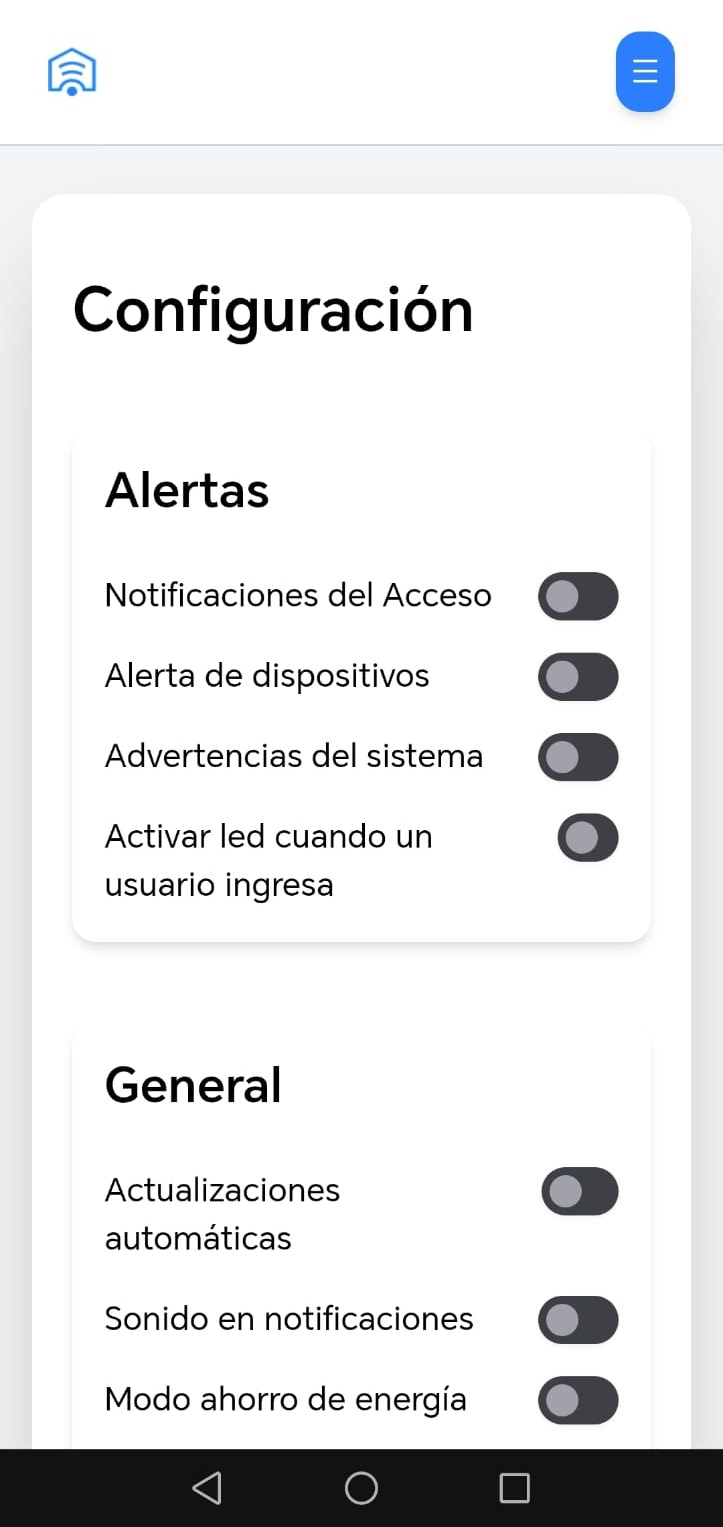 Configuración
Alertas
Notificaciones del Acceso
Alerta de dispositivos
Advertencias del sistema
Activar led cuando un
usuario ingresa
General
Actualizaciones
automáticas
Sonido en notificaciones
Modo ahorro de energía